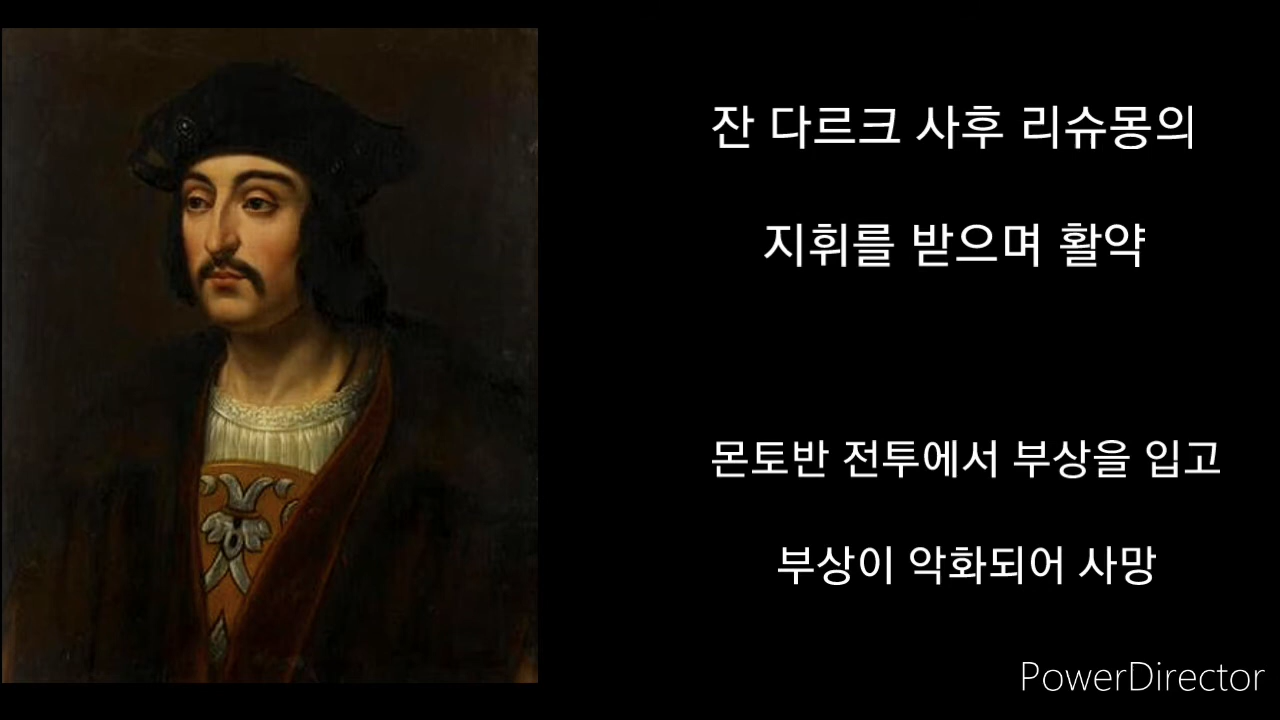 잔 다르크 사후 리슈몽의
지휘를 받으며 활약
몬토반 전투에서 부상을 입고
부상이 악화되어 사망
PowerDirector